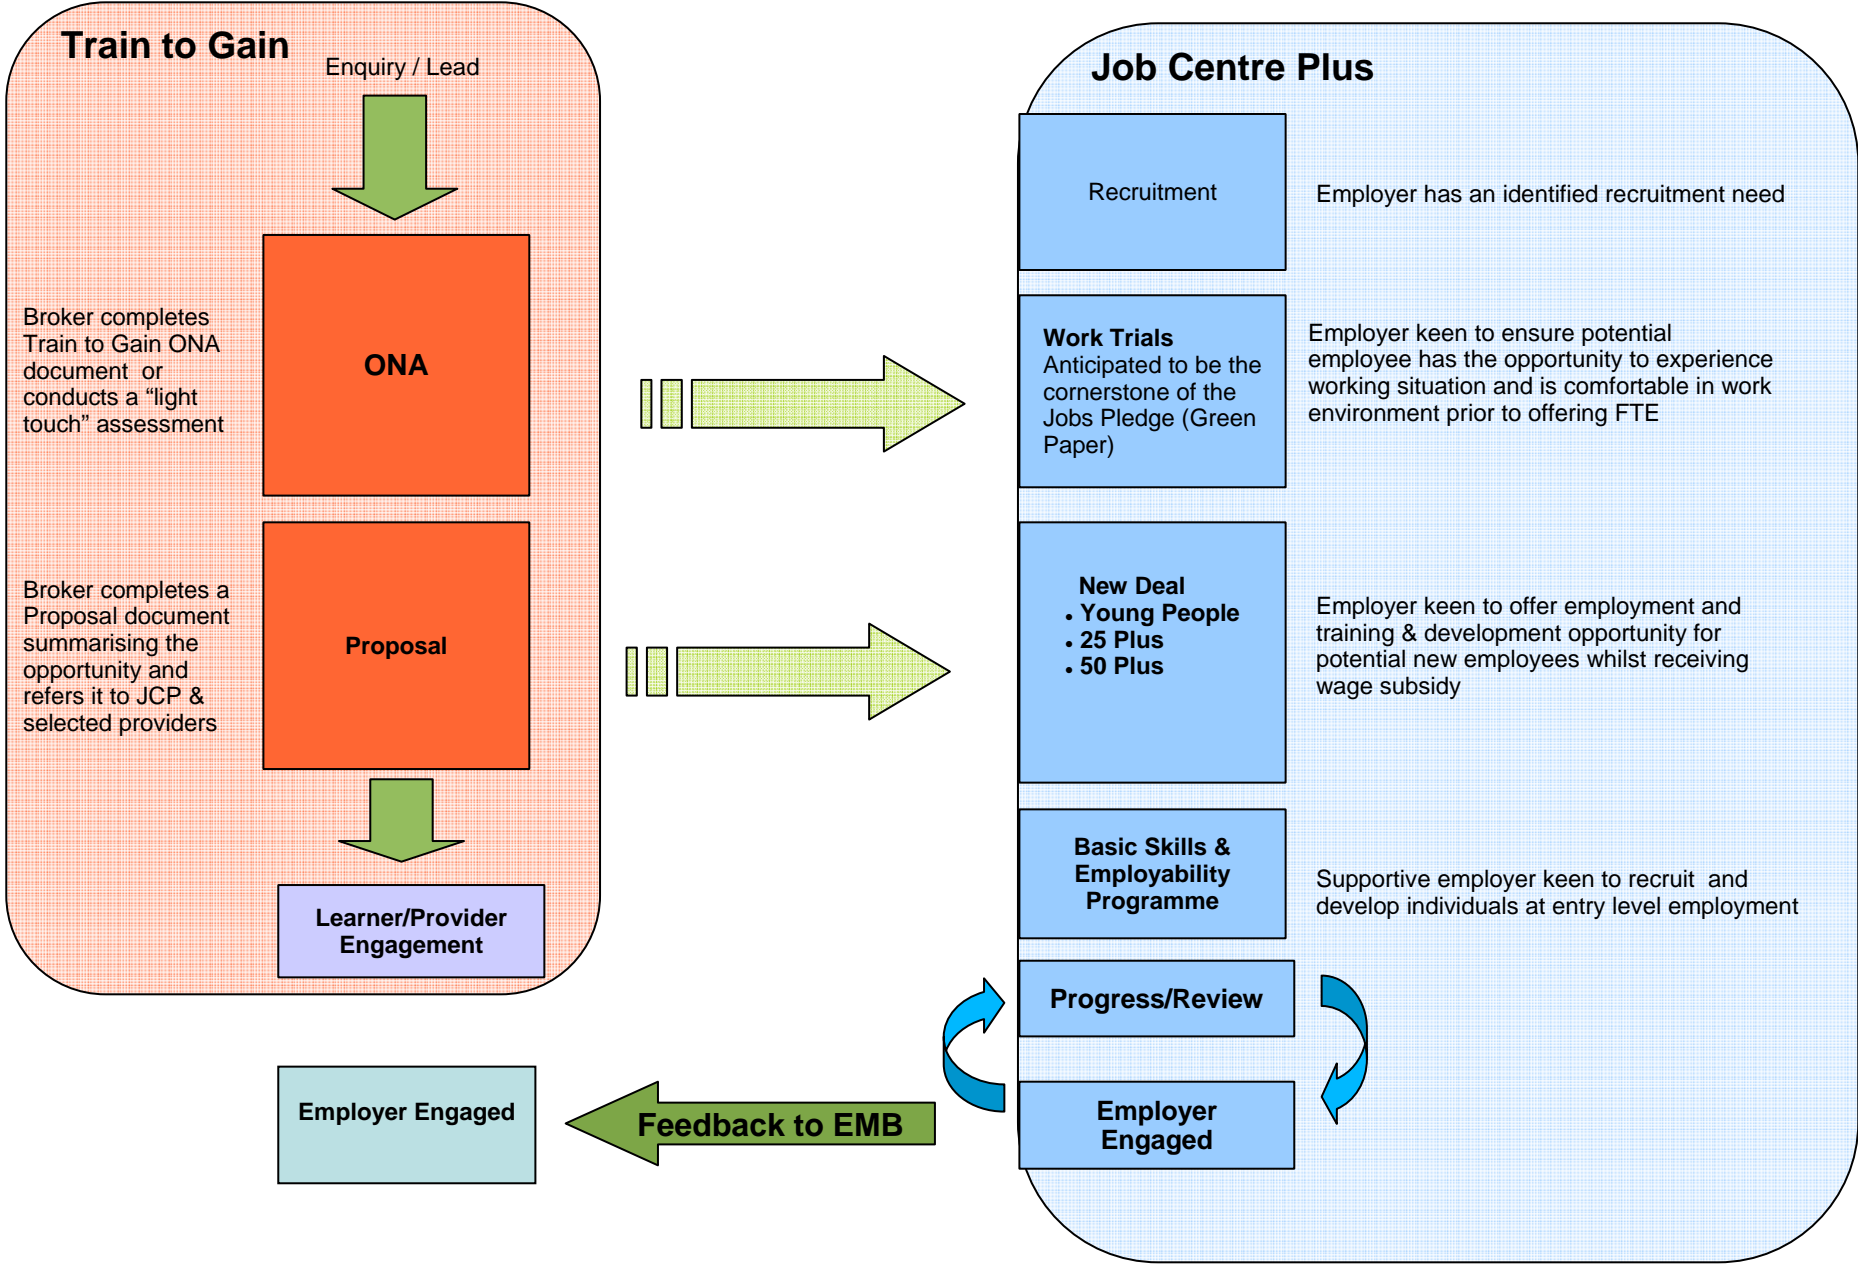 Train to Gain
Enquiry / Lead
Broker completes
Train to Gain ONA
document or
conducts a “light
touch” assessment
ONA
Broker completes a
Proposal document
summarising the
opportunity and
refers it to JCP &
selected providers
Proposal
Learner/Provider
Engagement
Employer Engaged
Feedback to EMB
Job Centre Plus
Recruitment
Employer has an identified recruitment need
Work Trials
Anticipated to be the
cornerstone of the
Jobs Pledge (Green
Paper)
Employer keen to ensure potential
employee has the opportunity to experience
working situation and is comfortable in work
environment prior to offering FTE
New Deal
• Young People
• 25 Plus
• 50 Plus
Employer keen to offer employment and
training & development opportunity for
potential new employees whilst receiving
wage subsidy
Basic Skills &
Employability
Programme
Supportive employer keen to recruit and
develop individuals at entry level employment
Progress/Review
Employer
Engaged